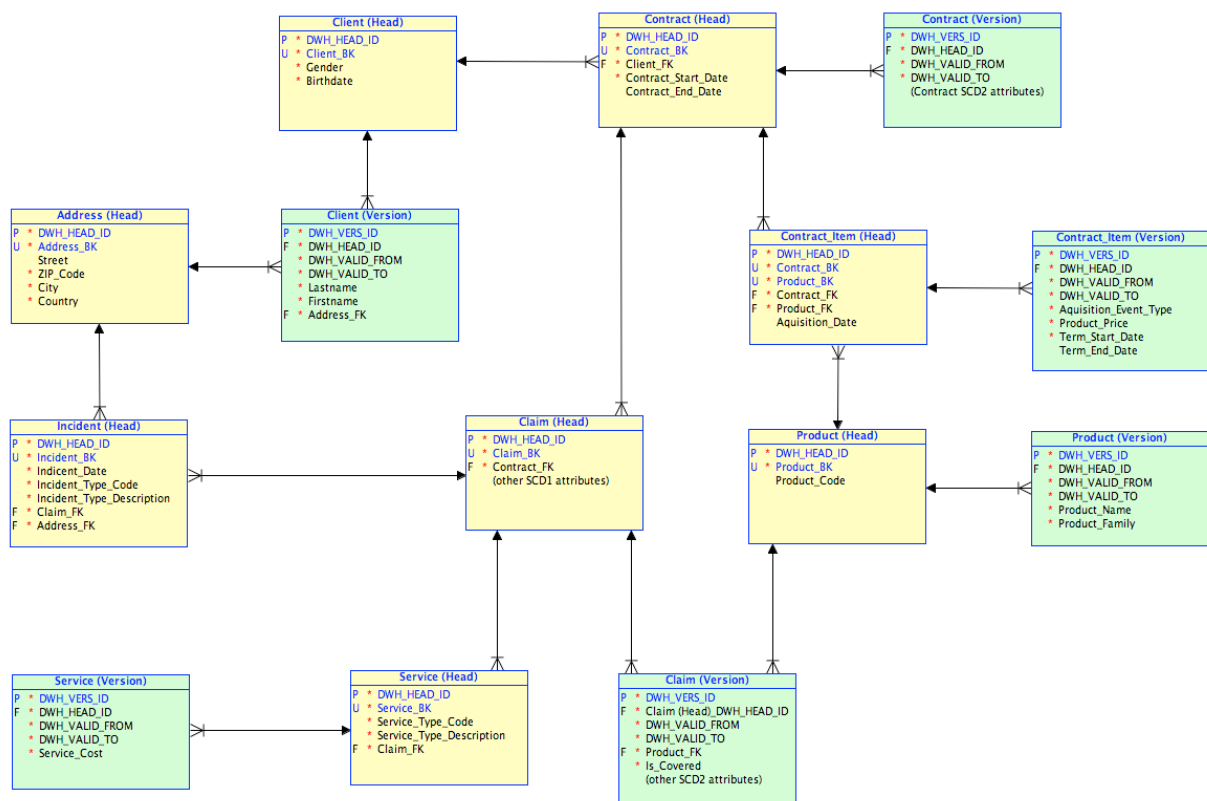 Client (Head)
P * DWH_HEAD_ID
U * Client_BK
* Gender
* Birthdate
Contract (Head)
P * DWH_HEAD_ID
U * Contract_BK
F * Client_FK
* Contract_Start_Date
Contract_End_Date
Contract (Version)
P * DWH_VERS_ID
F * DWH_HEAD_ID
* DWH_VALID_FROM
* DWH_VALID_TO
(Contract SCD2 attributes)
Address (Head)
P * DWH_HEAD_ID
U * Address_BK
Street
* ZIP_Code
* City
* Country
Client (Version)
P * DWH_VERS_ID
F * DWH_HEAD_ID
* DWH_VALID_FROM
* DWH_VALID_TO
* Lastname
* Firstname
F * Address_FK
Contract_Item (Head)
P * DWH_HEAD_ID
U * Contract_BK
U * Product_BK
F * Contract_FK
F * Product_FK
Aquisition_Date
Contract_Item (Version)
P * DWH_VERS_ID
F * DWH_HEAD_ID
* DWH_VALID_FROM
* DWH_VALID_TO
* Aquisition_Event_Type
* Product_Price
* Term_Start_Date
Term_End_Date
Incident (Head)
P * DWH_HEAD_ID
U * Incident_BK
* Indicent_Date
* Incident_Type_Code
* Incident_Type_Description
F * Claim_FK
F * Address_FK
Claim (Head)
P * DWH_HEAD_ID
U * Claim_BK
F * Contract_FK
(other SCD1 attributes)
Product (Head)
P * DWH_HEAD_ID
U * Product_BK
Product_Code
Product (Version)
P * DWH_VERS_ID
F * DWH_HEAD_ID
* DWH_VALID_FROM
* DWH_VALID_TO
* Product_Name
* Product_Family
Service (Version)
P * DWH_VERS_ID
F * DWH_HEAD_ID
* DWH_VALID_FROM
* DWH_VALID_TO
* Service_Cost
Service (Head)
P * DWH_HEAD_ID
U * Service_BK
* Service_Type_Code
* Service_Type_Description
F * Claim_FK
Claim (Version)
P * DWH_VERS_ID
F * Claim (Head)_DWH_HEAD_ID
* DWH_VALID_FROM
* DWH_VALID_TO
F * Product_FK
* Is_Covered
(other SCD2 attributes)